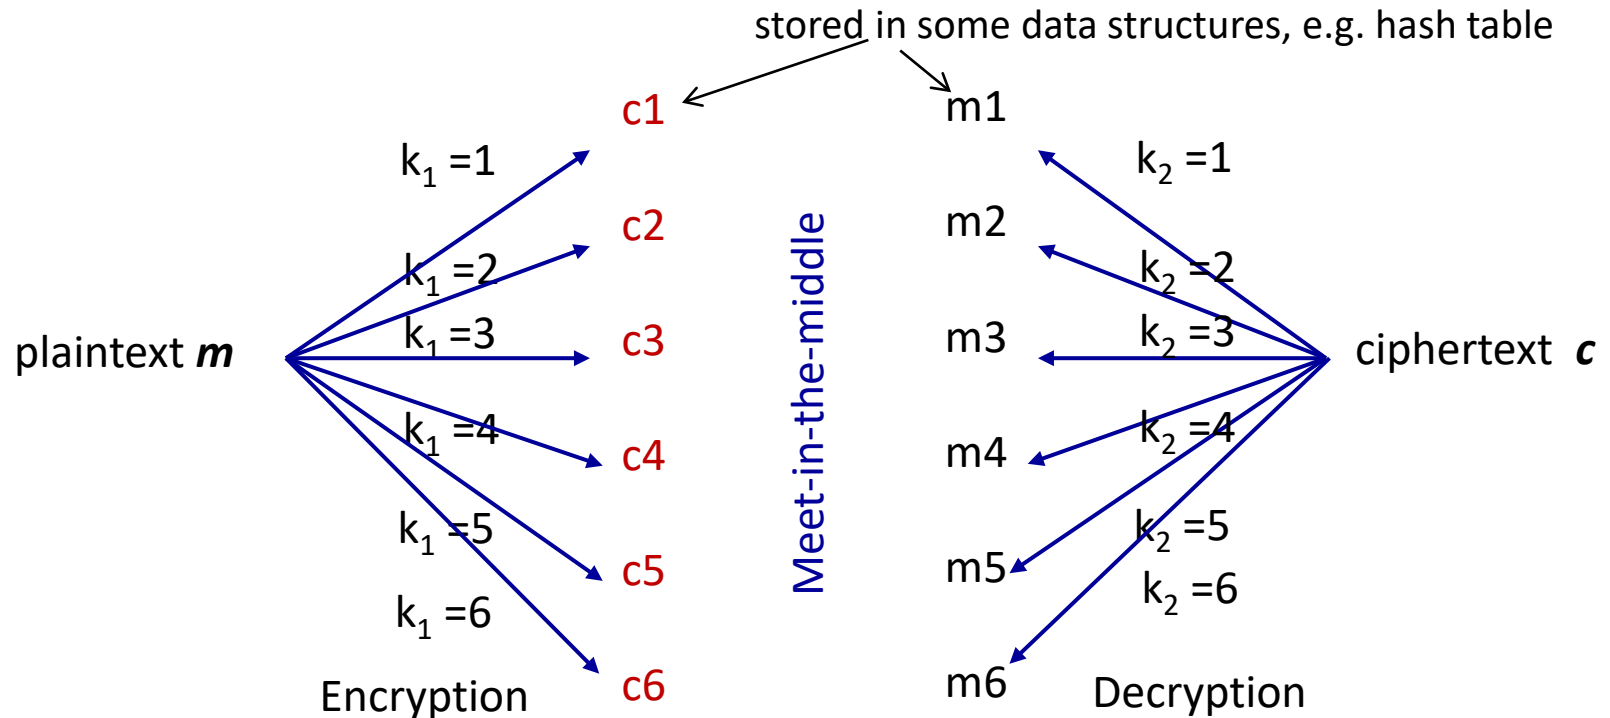 stored in some data structures, e.g. hash table
c1
m1
k₁ =1
k₂ =1
c2
m2
k₁ =2
k₂ =2
plaintext m
k₁ =3
c3
Meet-in-the-middle
m3
k₂ =3
ciphertext c
k₁ =4
k₂ =4
c4
m4
k₁ =5
k₂ =5
c5
m5
k₁ =6
k₂ =6
c6
m6
Encryption
Decryption